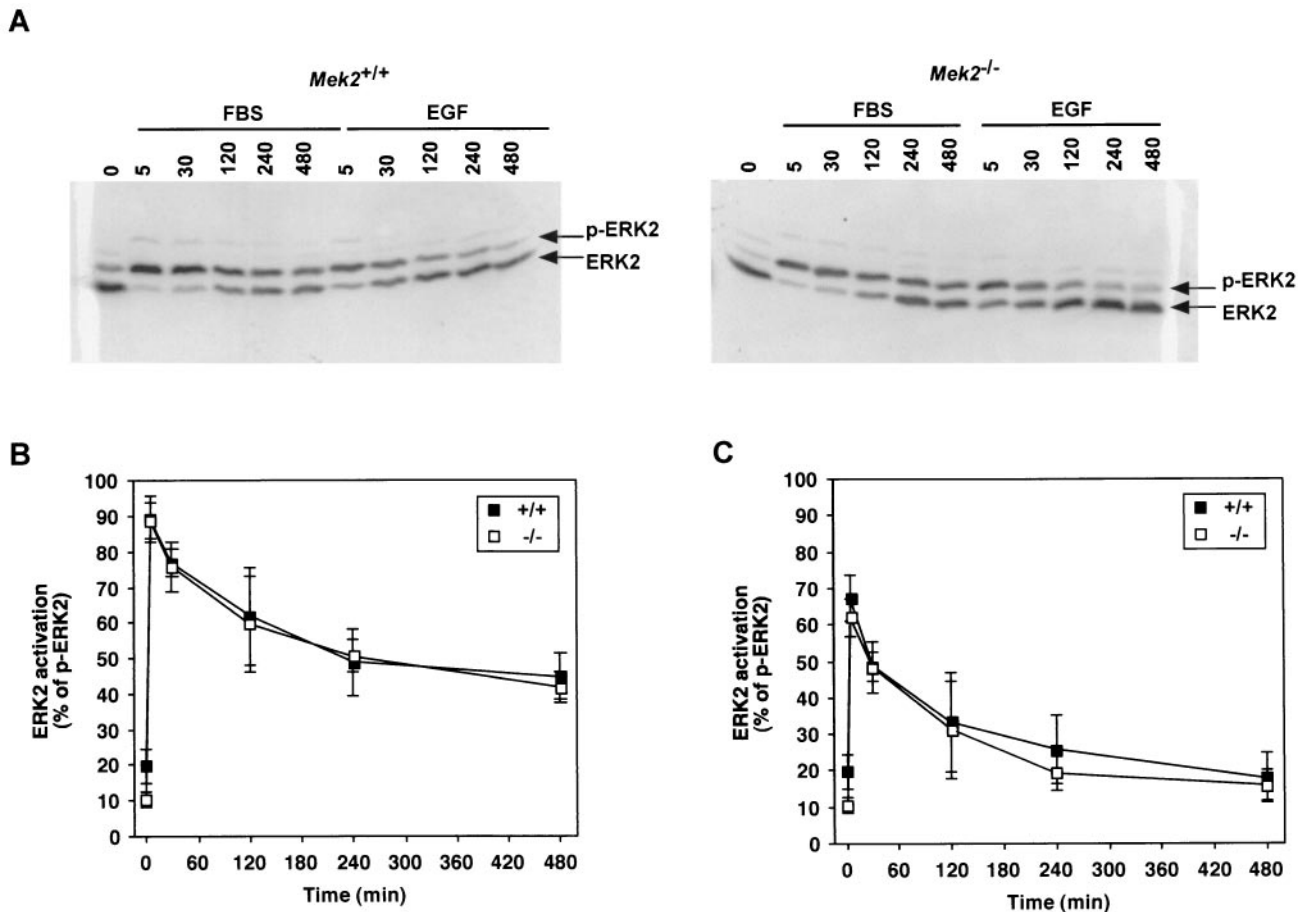 A
Mek2+/+
FBS EGF
0 5 30 120 240 480 5 30 120 240 480
p-ERK2
ERK2
Mek2-/-
FBS EGF
0 5 30 120 240 480 5 30 120 240 480
p-ERK2
ERK2
B
100
90
80
70
60
50
40
30
20
10
0
ERK2 activation
(% of p-ERK2)
+/+
-/-
0 60 120 180 240 300 360 420 480
Time (min)
C
100
90
80
70
60
50
40
30
20
10
0
ERK2 activation
(% of p-ERK2)
+/+
-/-
0 60 120 180 240 300 360 420 480
Time (min)